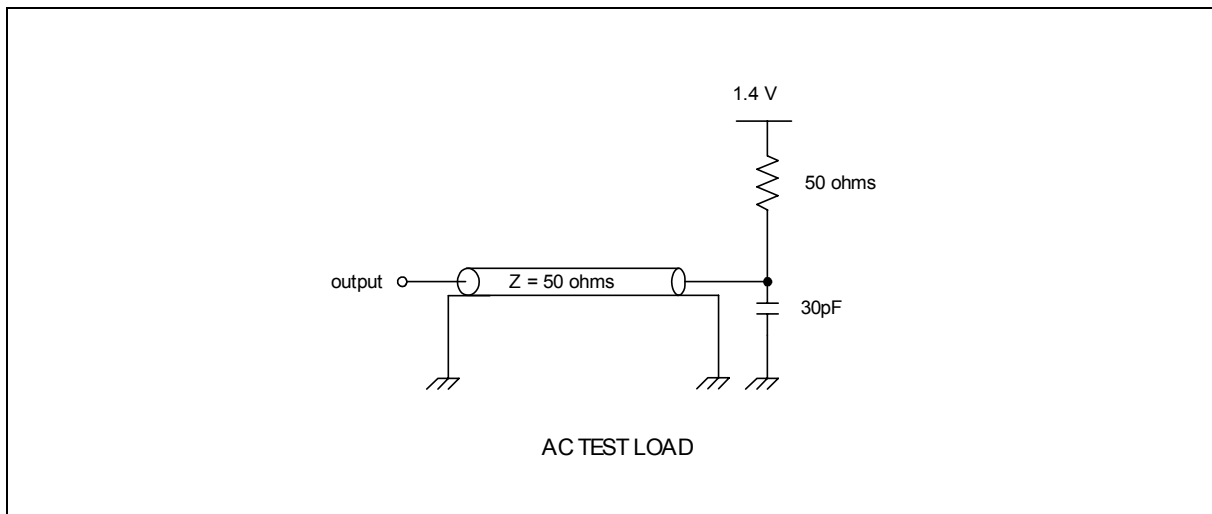 1.4 V
50 ohms
output
Z = 50 ohms
30pF
AC TEST LOAD